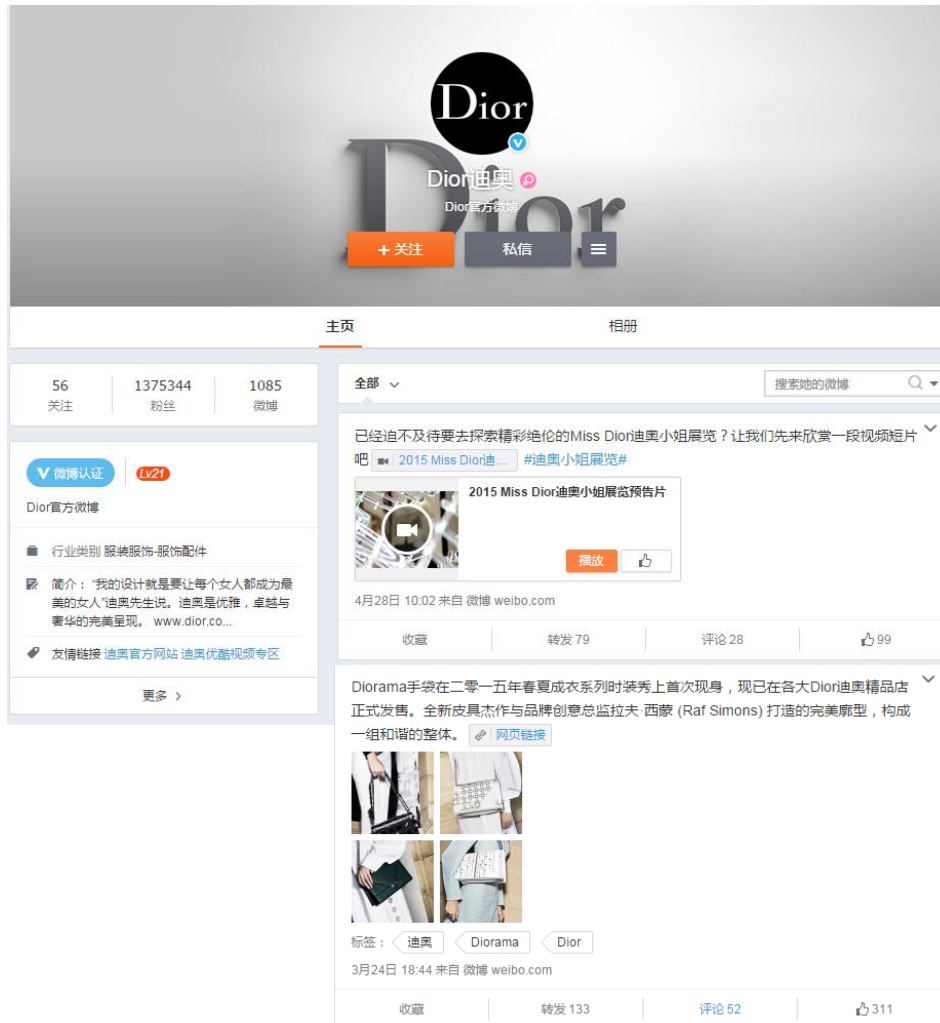 Dior
Dior
Dior迪奥
Dior官方微博
+ 关注
私信
主页
相册
56
1375344
1085
关注
粉丝
微博
V 微博认证
Lv21
Dior官方微博
行业类别 服装服饰-服饰配件
简介： “我的设计就是要让每个女人都成为最
美的女人”迪奥先生说。迪奥是优雅，卓越与
奢华的完美呈现。 www.dior.co...
友情链接 迪奥官方网站 迪奥优酷视频专区
更多 >
全部
搜索她的微博
已经迫不及待要去探索精彩绝伦的Miss Dior迪奥小姐展览？让我们先来欣赏一段视频短片
吧 2015 Miss Dior迪... #迪奥小姐展览#
2015 Miss Dior迪奥小姐展览预告片
播放
4月28日 10:02 来自 微博 weibo.com
收藏
转发 79
评论 28
99
Diorama手袋在二零一五年春夏成衣系列时装秀上首次现身，现已在各大Dior迪奥精品店
正式发售。全新皮具杰作与品牌创意总监拉夫·西蒙 (Raf Simons) 打造的完美廓型，构成
一组和谐的整体。 网页链接
标签： 迪奥 Diorama Dior
3月24日 18:44 来自 微博 weibo.com
收藏
转发 133
评论 52
311